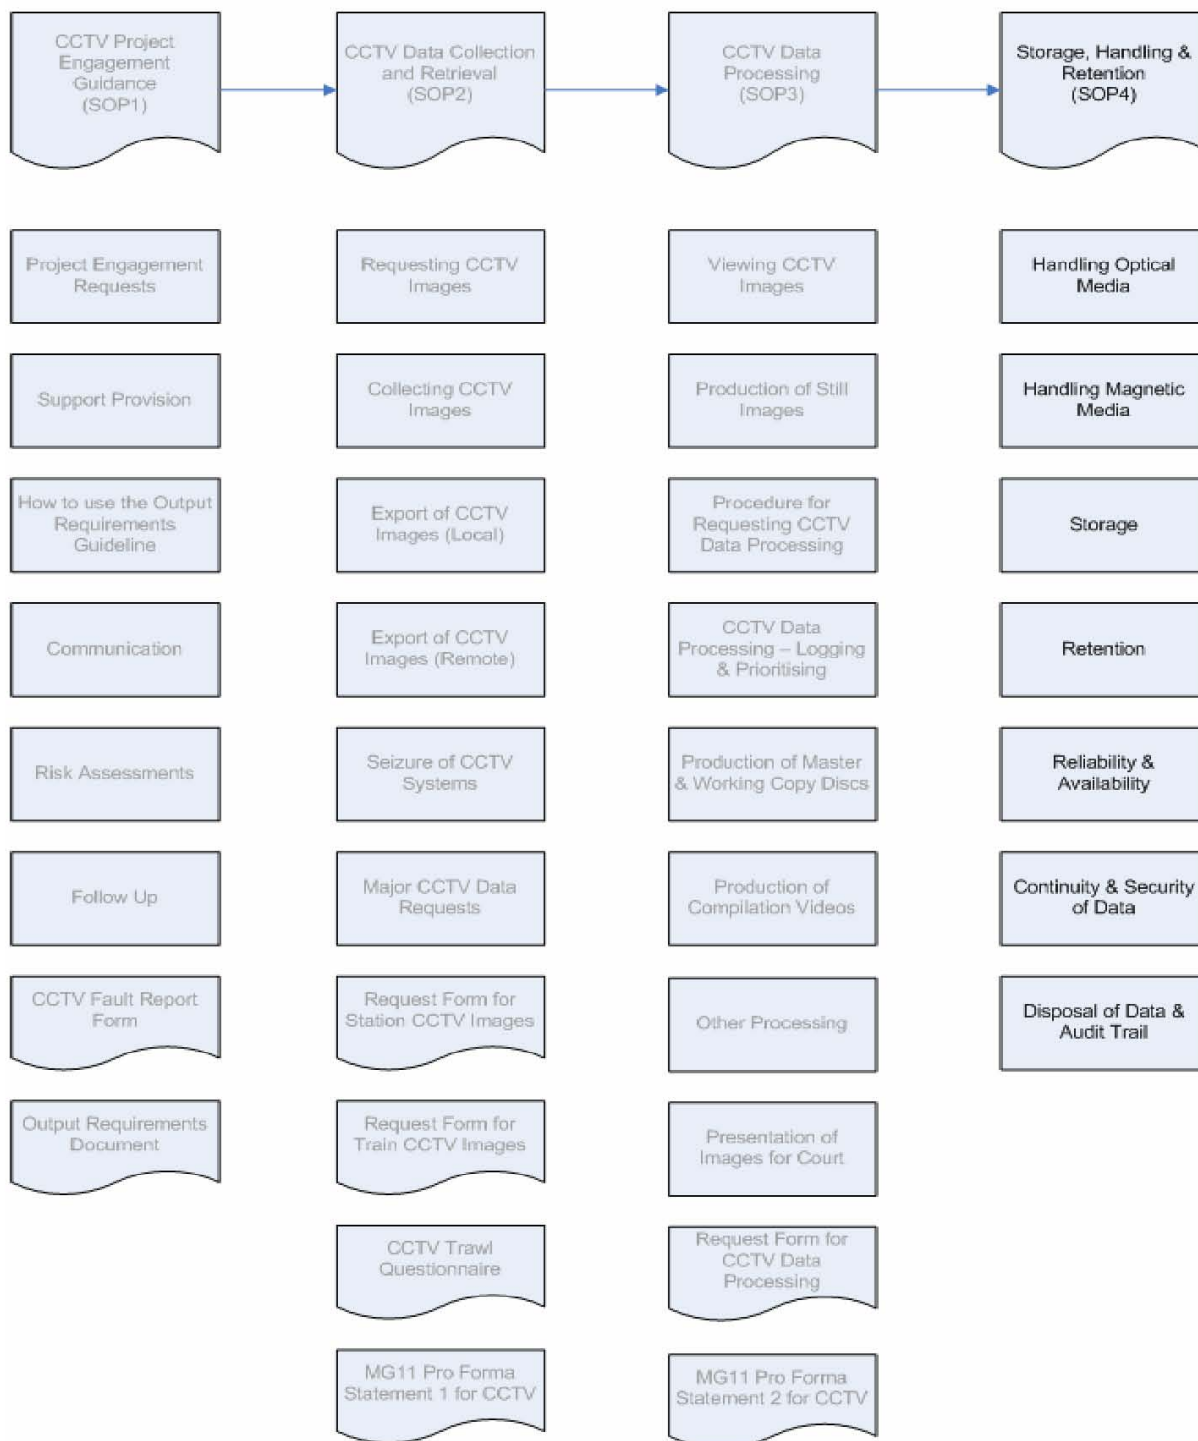 CCTV Project
Engagement
Guidance
(SOP1)
CCTV Data Collection
and Retrieval
(SOP2)
CCTV Data
Processing
(SOP3)
Storage, Handling &
Retention
(SOP4)
Project Engagement
Requests
Requesting CCTV
Images
Viewing CCTV
Images
Handling Optical
Media
Support Provision
Collecting CCTV
Images
Production of Still
Images
Handling Magnetic
Media
How to use the Output
Requirements
Guideline
Export of CCTV
Images (Local)
Procedure for
Requesting CCTV
Data Processing
Storage
Communication
Export of CCTV
Images (Remote)
CCTV Data
Processing – Logging
& Prioritising
Retention
Risk Assessments
Seizure of CCTV
Systems
Production of Master
& Working Copy Discs
Reliability &
Availability
Follow Up
Major CCTV Data
Requests
Production of
Compilation Videos
Continuity & Security
of Data
CCTV Fault Report
Form
Request Form for
Station CCTV Images
Other Processing
Disposal of Data &
Audit Trail
Output Requirements
Document
Request Form for
Train CCTV Images
Presentation of
Images for Court
CCTV Trawl
Questionnaire
Request Form for
CCTV Data
Processing
MG11 Pro Forma
Statement 1 for CCTV
MG11 Pro Forma
Statement 2 for CCTV